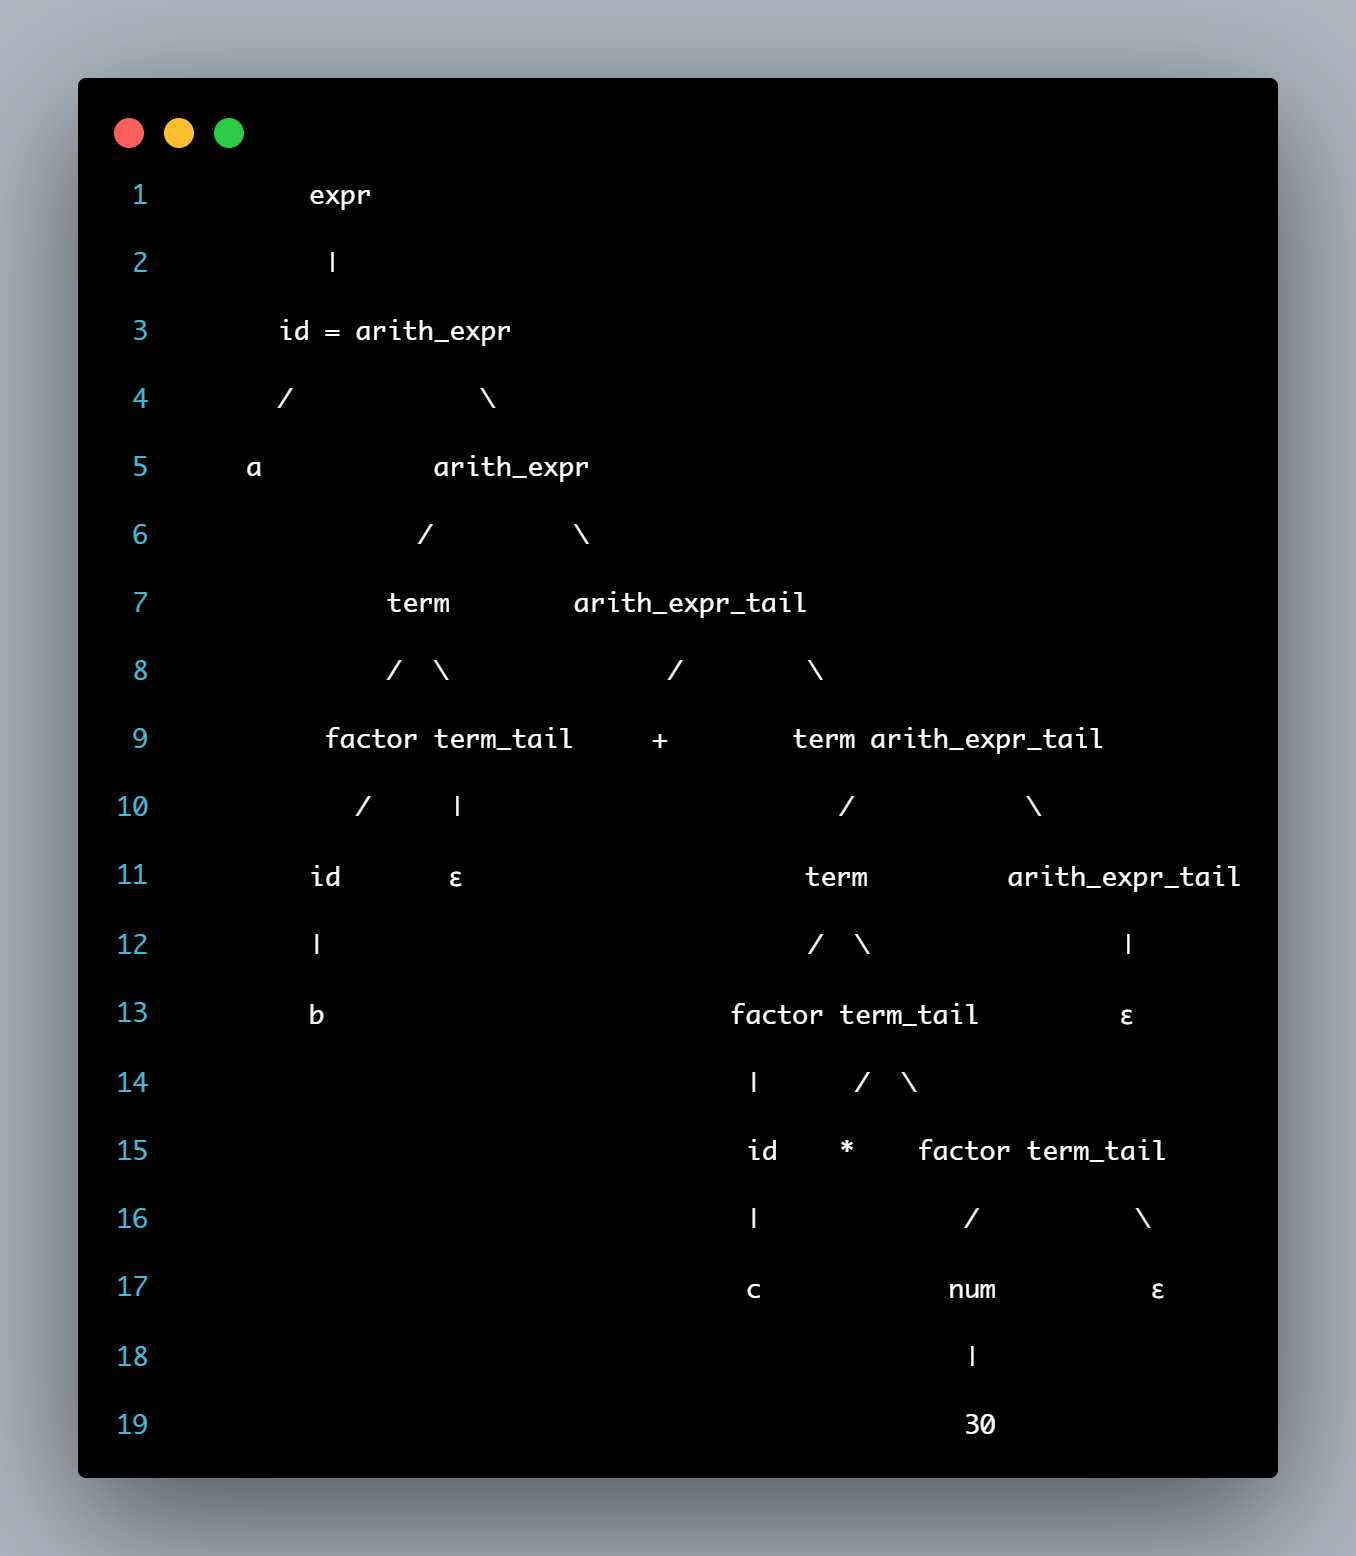 1 expr
2 |
3 id = arith_expr
4 / \
5 a arith_expr
6 / \
7 term arith_expr_tail
8 / \ / \
9 factor term_tail + term arith_expr_tail
10 / | / \
11 id ε term arith_expr_tail
12 | / \ |
13 b factor term_tail ε
14 | / \
15 id * factor term_tail
16 | / \
17 c num ε
18 |
19 30